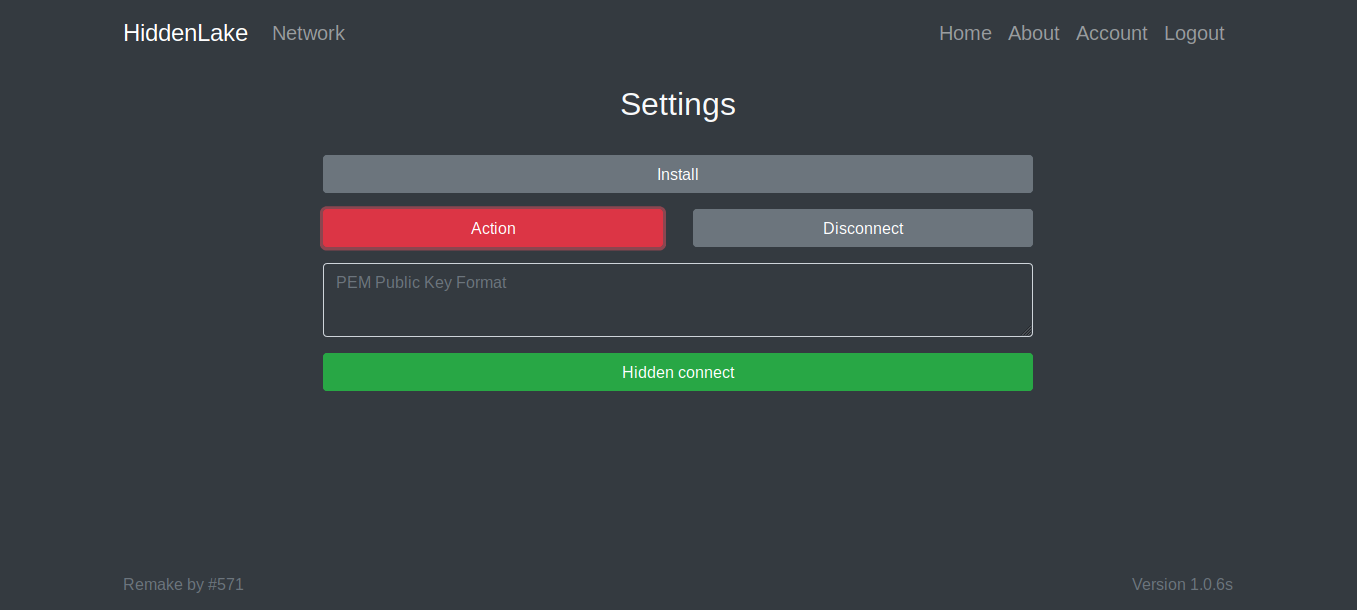 HiddenLake Network Home About Account Logout
Settings
Install
Action Disconnect
PEM Public Key Format
Hidden connect
Remake by #571 Version 1.0.6s